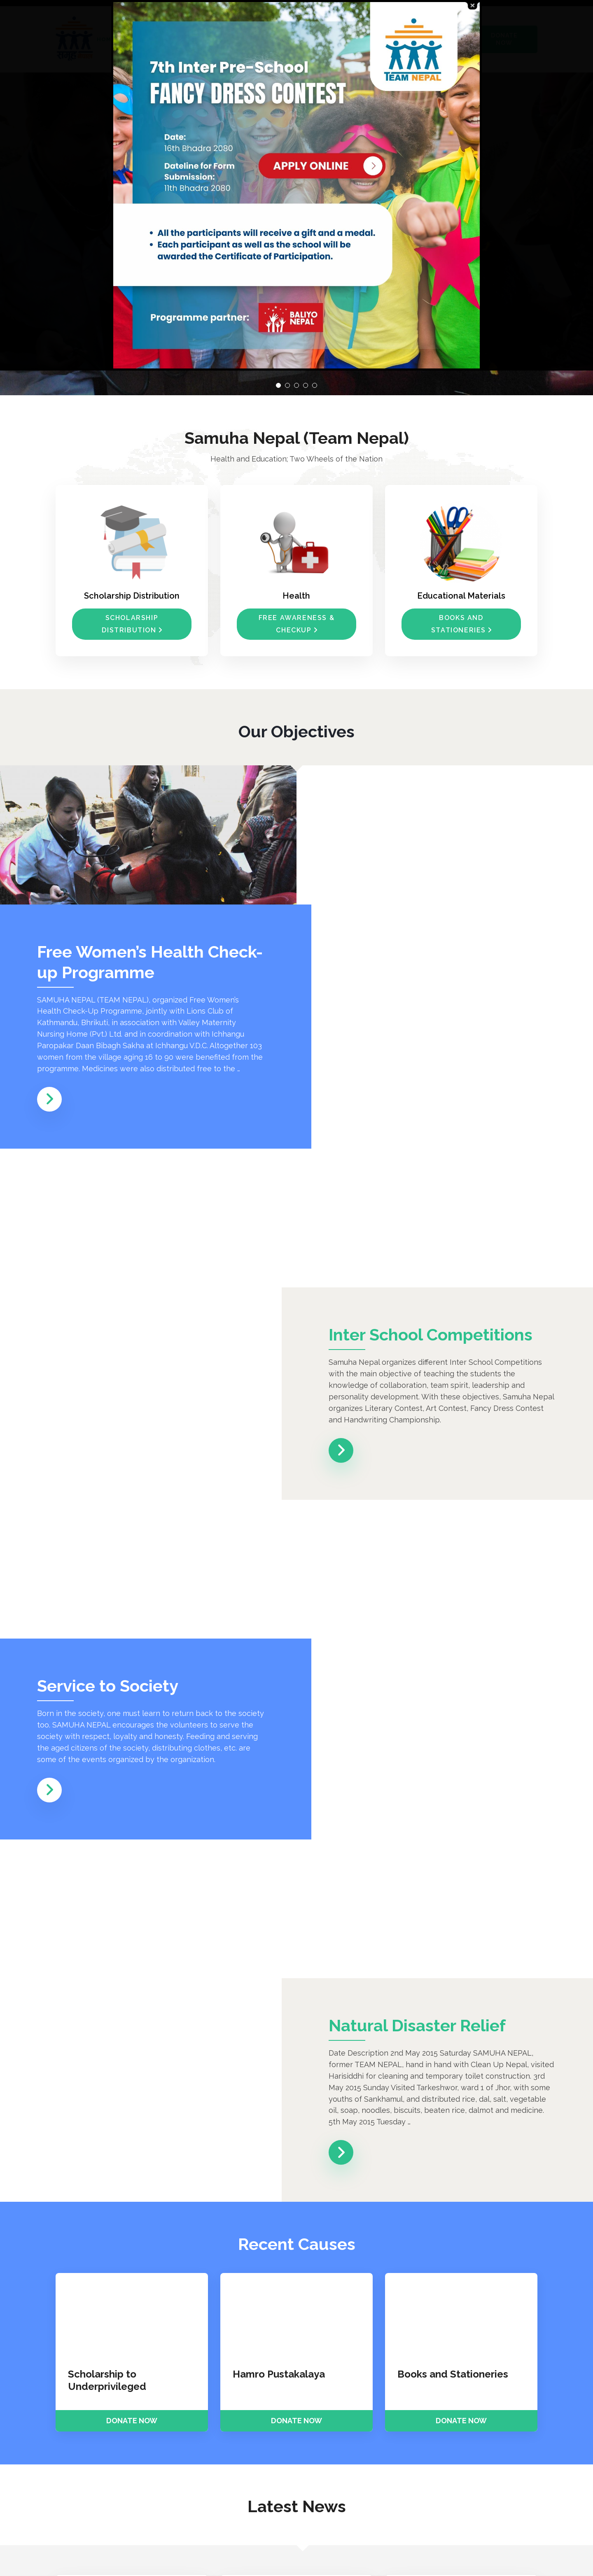 TEAM NEPAL
7th Inter Pre-School
FANCY DRESS CONTEST
Date:
16th Bhadra 2080
Dateline for Form
Submission:
11th Bhadra 2080
APPLY ONLINE
• All the participants will receive a gift and a medal.
• Each participant as well as the school will be
awarded the Certificate of Participation.
Programme partner:
BALIYO
NEPAL
Samuha Nepal (Team Nepal)
Health and Education; Two Wheels of the Nation
Scholarship Distribution
SCHOLARSHIP
DISTRIBUTION
Health
FREE AWARENESS &
CHECKUP
Educational Materials
BOOKS AND
STATIONERIES
Our Objectives
Free Women’s Health Check-
up Programme
SAMUHA NEPAL (TEAM NEPAL), organized Free Women’s
Health Check-Up Programme, jointly with Lions Club of
Kathmandu, Bhrikuti, in association with Valley Maternity
Nursing Home (Pvt.) Ltd. and in coordination with Ichhangu
Paropakar Daan Bibagh Sakha at Ichhangu V.D.C. Altogether 103
women from the village aging 16 to 90 were benefited from the
programme. Medicines were also distributed free to the …
Inter School Competitions
Samuha Nepal organizes different Inter School Competitions
with the main objective of teaching the students the
knowledge of collaboration, team spirit, leadership and
personality development. With these objectives, Samuha Nepal
organizes Literary Contest, Art Contest, Fancy Dress Contest
and Handwriting Championship.
Service to Society
Born in the society, one must learn to return back to the society
too. SAMUHA NEPAL encourages the volunteers to serve the
society with respect, loyalty and honesty. Feeding and serving
the aged citizens of the society, distributing clothes, etc. are
some of the events organized by the organization.
Natural Disaster Relief
Date Description 2nd May 2015 Saturday SAMUHA NEPAL,
former TEAM NEPAL, hand in hand with Clean Up Nepal, visited
Harisiddhi for cleaning and temporary toilet construction. 3rd
May 2015 Sunday Visited Tarkeshwor, ward 1 of Jhor, with some
youths of Sankhamul, and distributed rice, dal, salt, vegetable
oil, soap, noodles, biscuits, beaten rice, dalmot and medicine.
5th May 2015 Tuesday …
Recent Causes
Scholarship to
Underprivileged
DONATE NOW
Hamro Pustakalaya
DONATE NOW
Books and Stationeries
DONATE NOW
Latest News